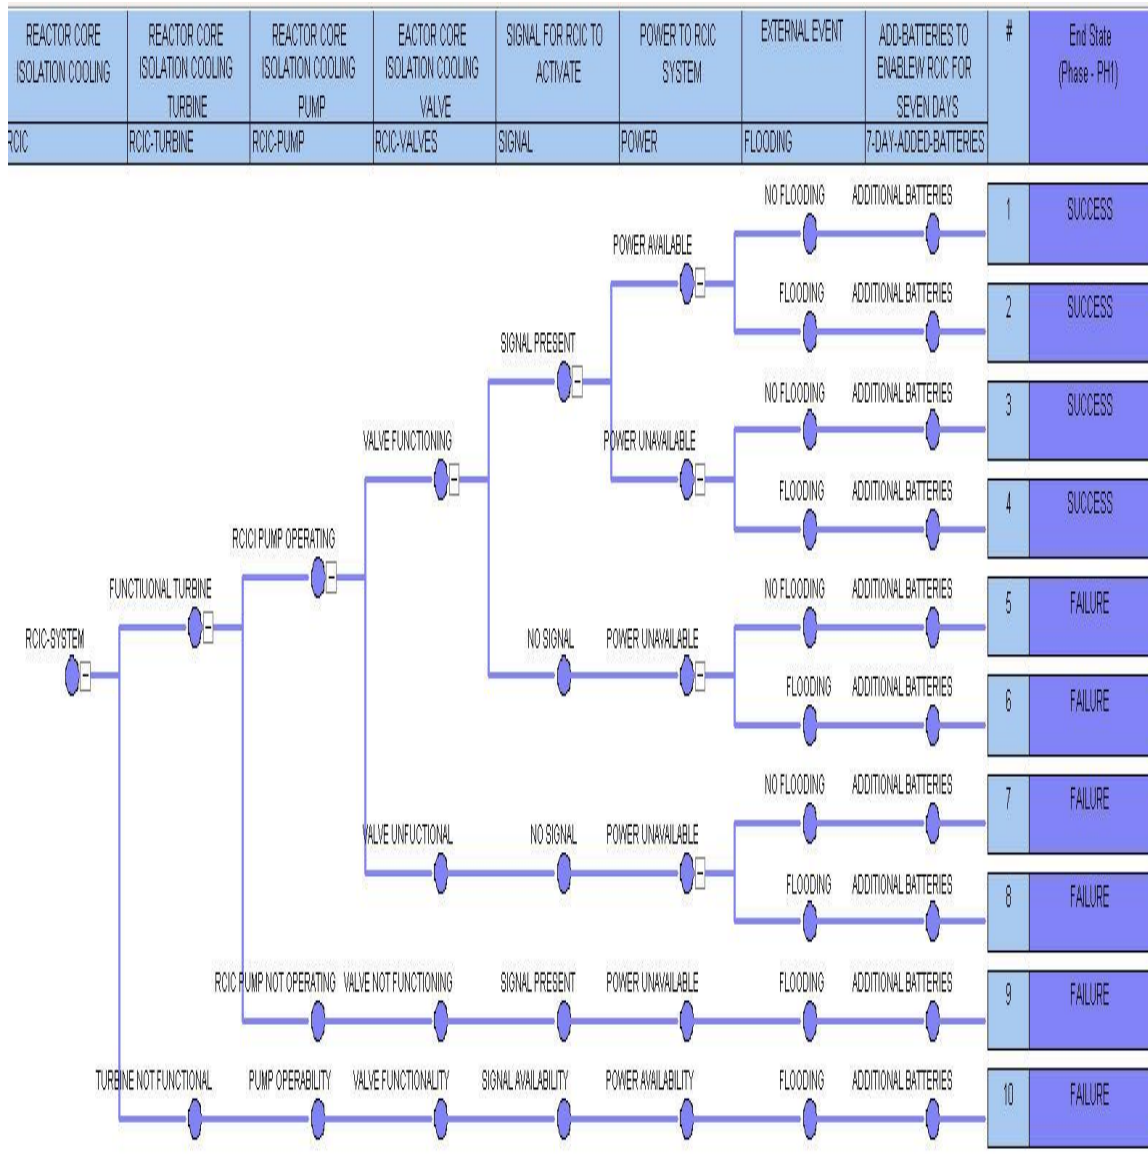 REACTOR CORE
ISOLATION COOLING
REACTOR CORE
ISOLATION COOLING
TURBINE
REACTOR CORE
ISOLATION COOLING
PUMP
EACTOR CORE
ISOLATION COOLING
VALVE
SIGNAL FOR RCIC TO
ACTIVATE
POWER TO RCIC
SYSTEM
EXTERNAL EVENT
ADD-BATTERIES TO
ENABLEW RCIC FOR
SEVEN DAYS
#
End State
(Phase - PH1)
RCIC
RCIC-TURBINE
RCIC-PUMP
RCIC-VALVES
SIGNAL
POWER
FLOODING
7-DAY-ADDED-BATTERIES
NO FLOODING
ADDITIONAL BATTERIES
1
SUCCESS
POWER AVAILABLE
FLOODING
ADDITIONAL BATTERIES
2
SUCCESS
SIGNAL PRESENT
NO FLOODING
ADDITIONAL BATTERIES
3
SUCCESS
VALVE FUNCTIONING
POWER UNAVAILABLE
FLOODING
ADDITIONAL BATTERIES
4
SUCCESS
RCICI PUMP OPERATING
FUNCTIUONAL TURBINE
NO FLOODING
ADDITIONAL BATTERIES
5
FAILURE
RCIC-SYSTEM
NO SIGNAL
POWER UNAVAILABLE
FLOODING
ADDITIONAL BATTERIES
6
FAILURE
NO FLOODING
ADDITIONAL BATTERIES
7
FAILURE
VALVE UNFUCTIONAL
NO SIGNAL
POWER UNAVAILABLE
FLOODING
ADDITIONAL BATTERIES
8
FAILURE
RCIC PUMP NOT OPERATING
VALVE NOT FUNCTIONING
SIGNAL PRESENT
POWER UNAVAILABLE
FLOODING
ADDITIONAL BATTERIES
9
FAILURE
TURBINE NOT FUNCTIONAL
PUMP OPERABILITY
VALVE FUNCTIONALITY
SIGNAL AVAILABILITY
POWER AVAILABILITY
FLOODING
ADDITIONAL BATTERIES
10
FAILURE